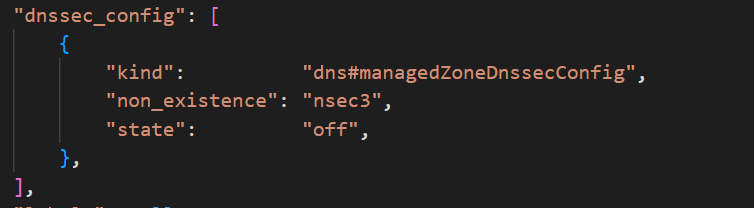 "dnssec_config": [
{
"kind": "dns#managedZoneDnssecConfig",
"non_existence": "nsec3",
"state": "off",
},
],